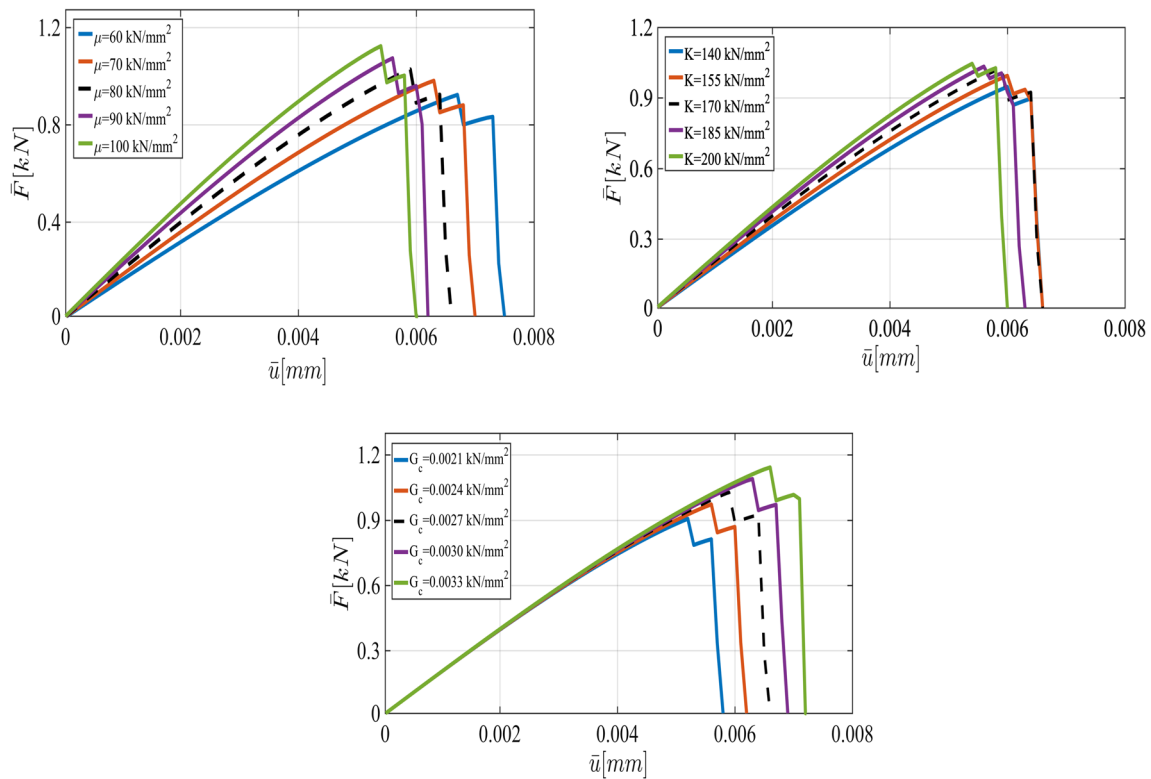 1.2
0.8
0.4
0
F̄[kN]
μ=60 kN/mm²
μ=70 kN/mm²
μ=80 kN/mm²
μ=90 kN/mm²
μ=100 kN/mm²
0 0.002 0.004 0.006 0.008
ū[mm]
1.2
0.9
0.6
0.3
0
F̄[kN]
K=140 kN/mm²
K=155 kN/mm²
K=170 kN/mm²
K=185 kN/mm²
K=200 kN/mm²
0 0.002 0.004 0.006 0.008
ū[mm]
1.2
0.9
0.6
0.3
0
F̄[kN]
G_c=0.0021 kN/mm²
G_c=0.0024 kN/mm²
G_c=0.0027 kN/mm²
G_c=0.0030 kN/mm²
G_c=0.0033 kN/mm²
0 0.002 0.004 0.006 0.008
ū[mm]